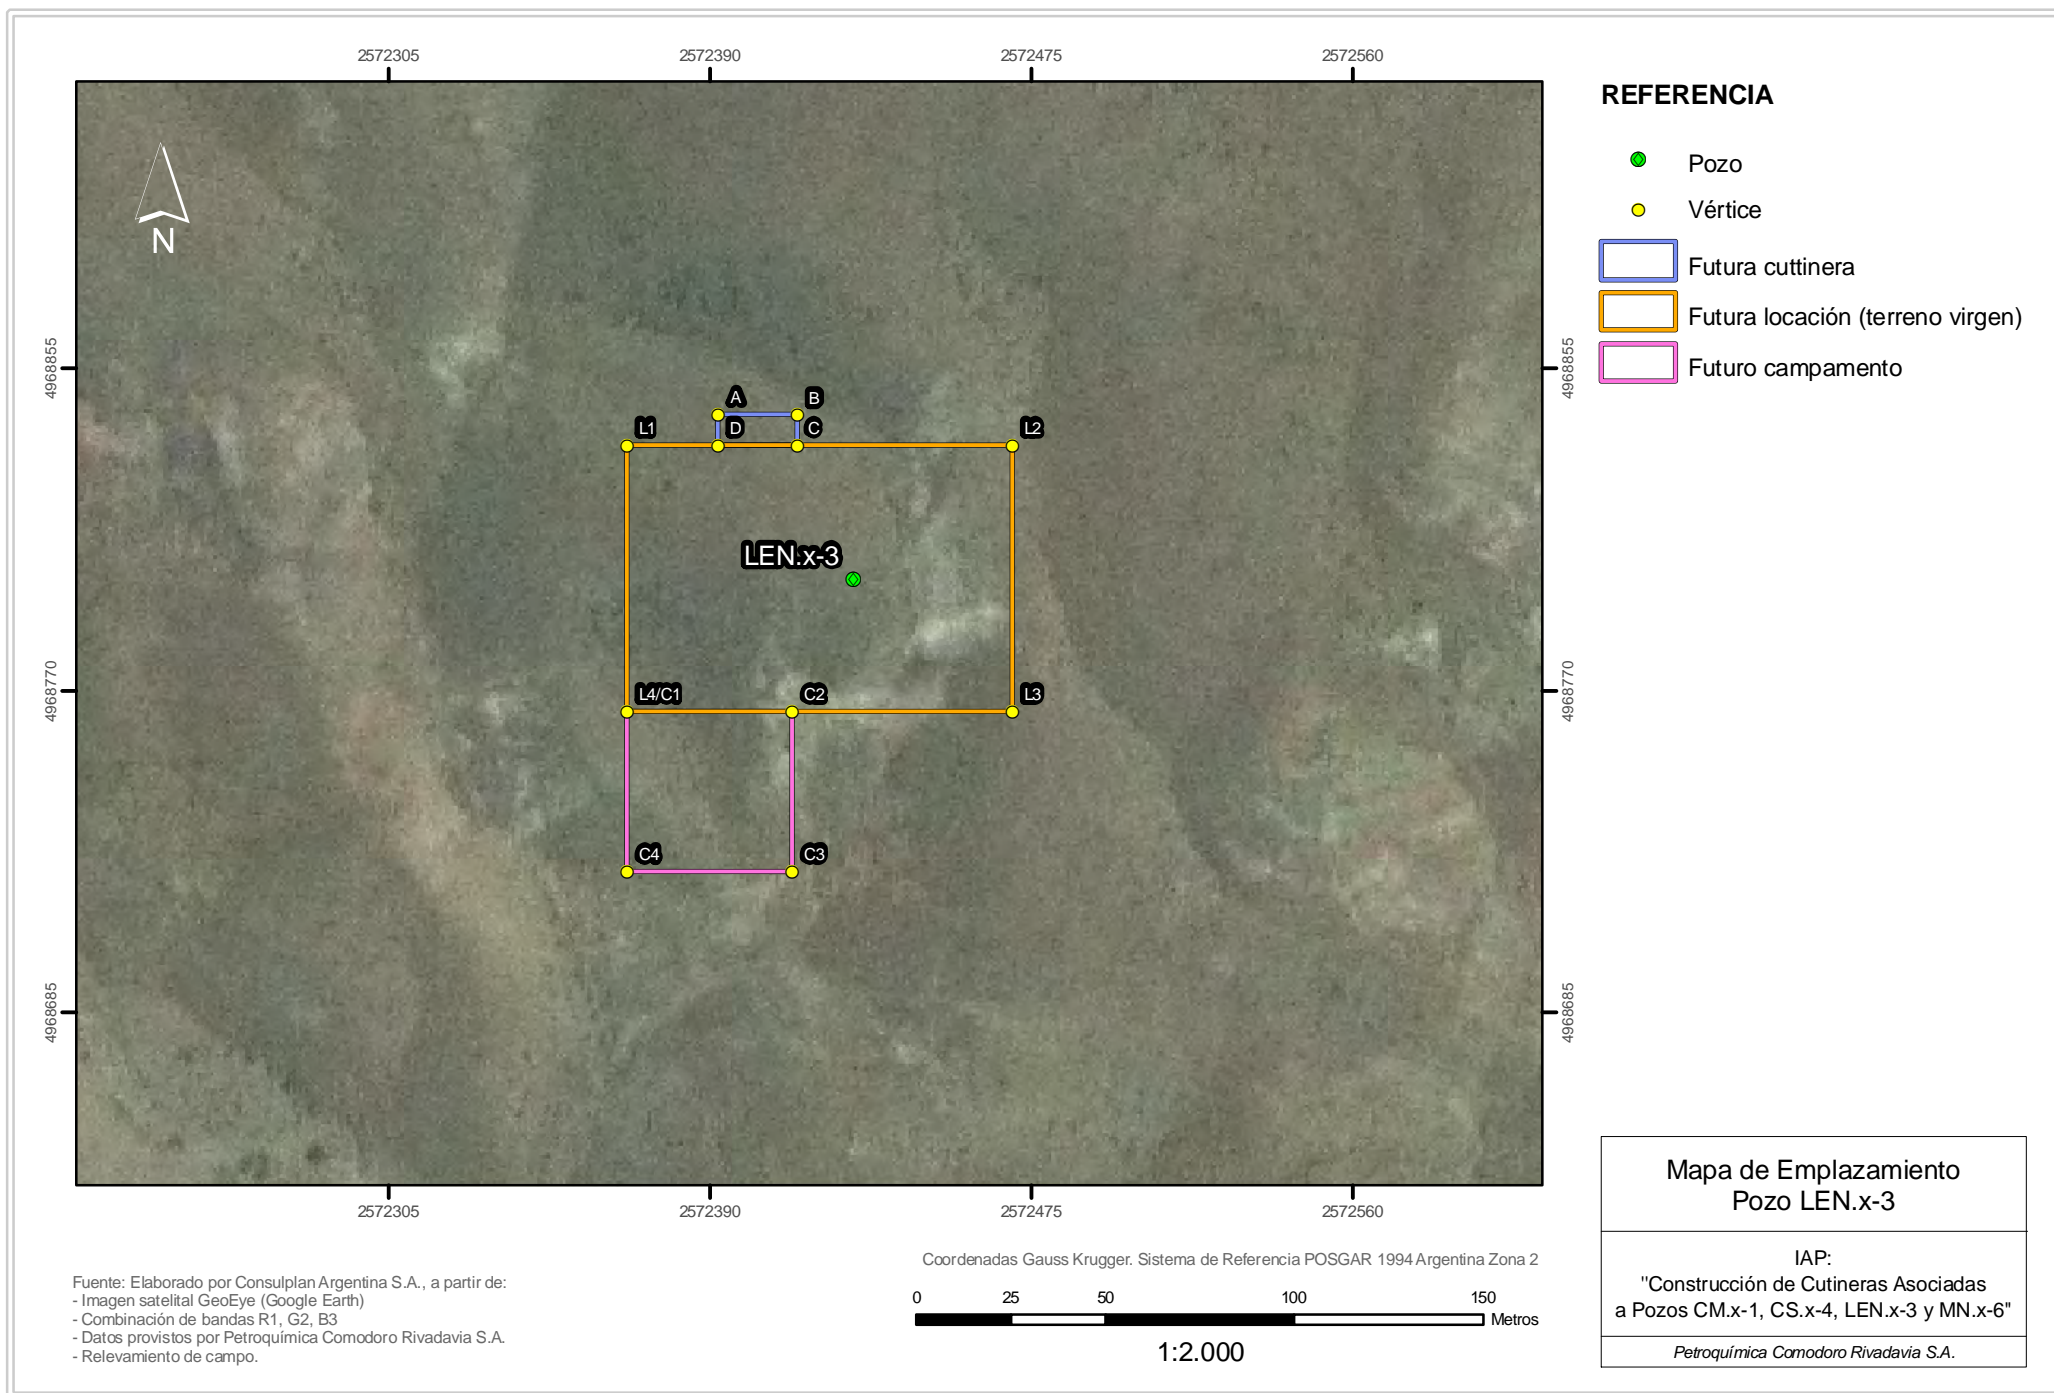 2572305 2572390 2572475 2572560
REFERENCIA
Pozo
Vértice
Futura cuttinera
Futura locación (terreno virgen)
Futuro campamento
N
4968855 4968855
A B
L1 D C L2
LEN.x-3
4968770 4968770
L4/C1 C2 L3
C4 C3
4968685 4968685
2572305 2572390 2572475 2572560
Coordenadas Gauss Krugger. Sistema de Referencia POSGAR 1994 Argentina Zona 2
0 25 50 100 150
Metros
1:2.000
Fuente: Elaborado por Consulplan Argentina S.A., a partir de:
- Imagen satelital GeoEye (Google Earth)
- Combinación de bandas R1, G2, B3
- Datos provistos por Petroquímica Comodoro Rivadavia S.A.
- Relevamiento de campo.
Mapa de Emplazamiento
Pozo LEN.x-3
IAP:
"Construcción de Cutineras Asociadas
a Pozos CM.x-1, CS.x-4, LEN.x-3 y MN.x-6"
Petroquímica Comodoro Rivadavia S.A.